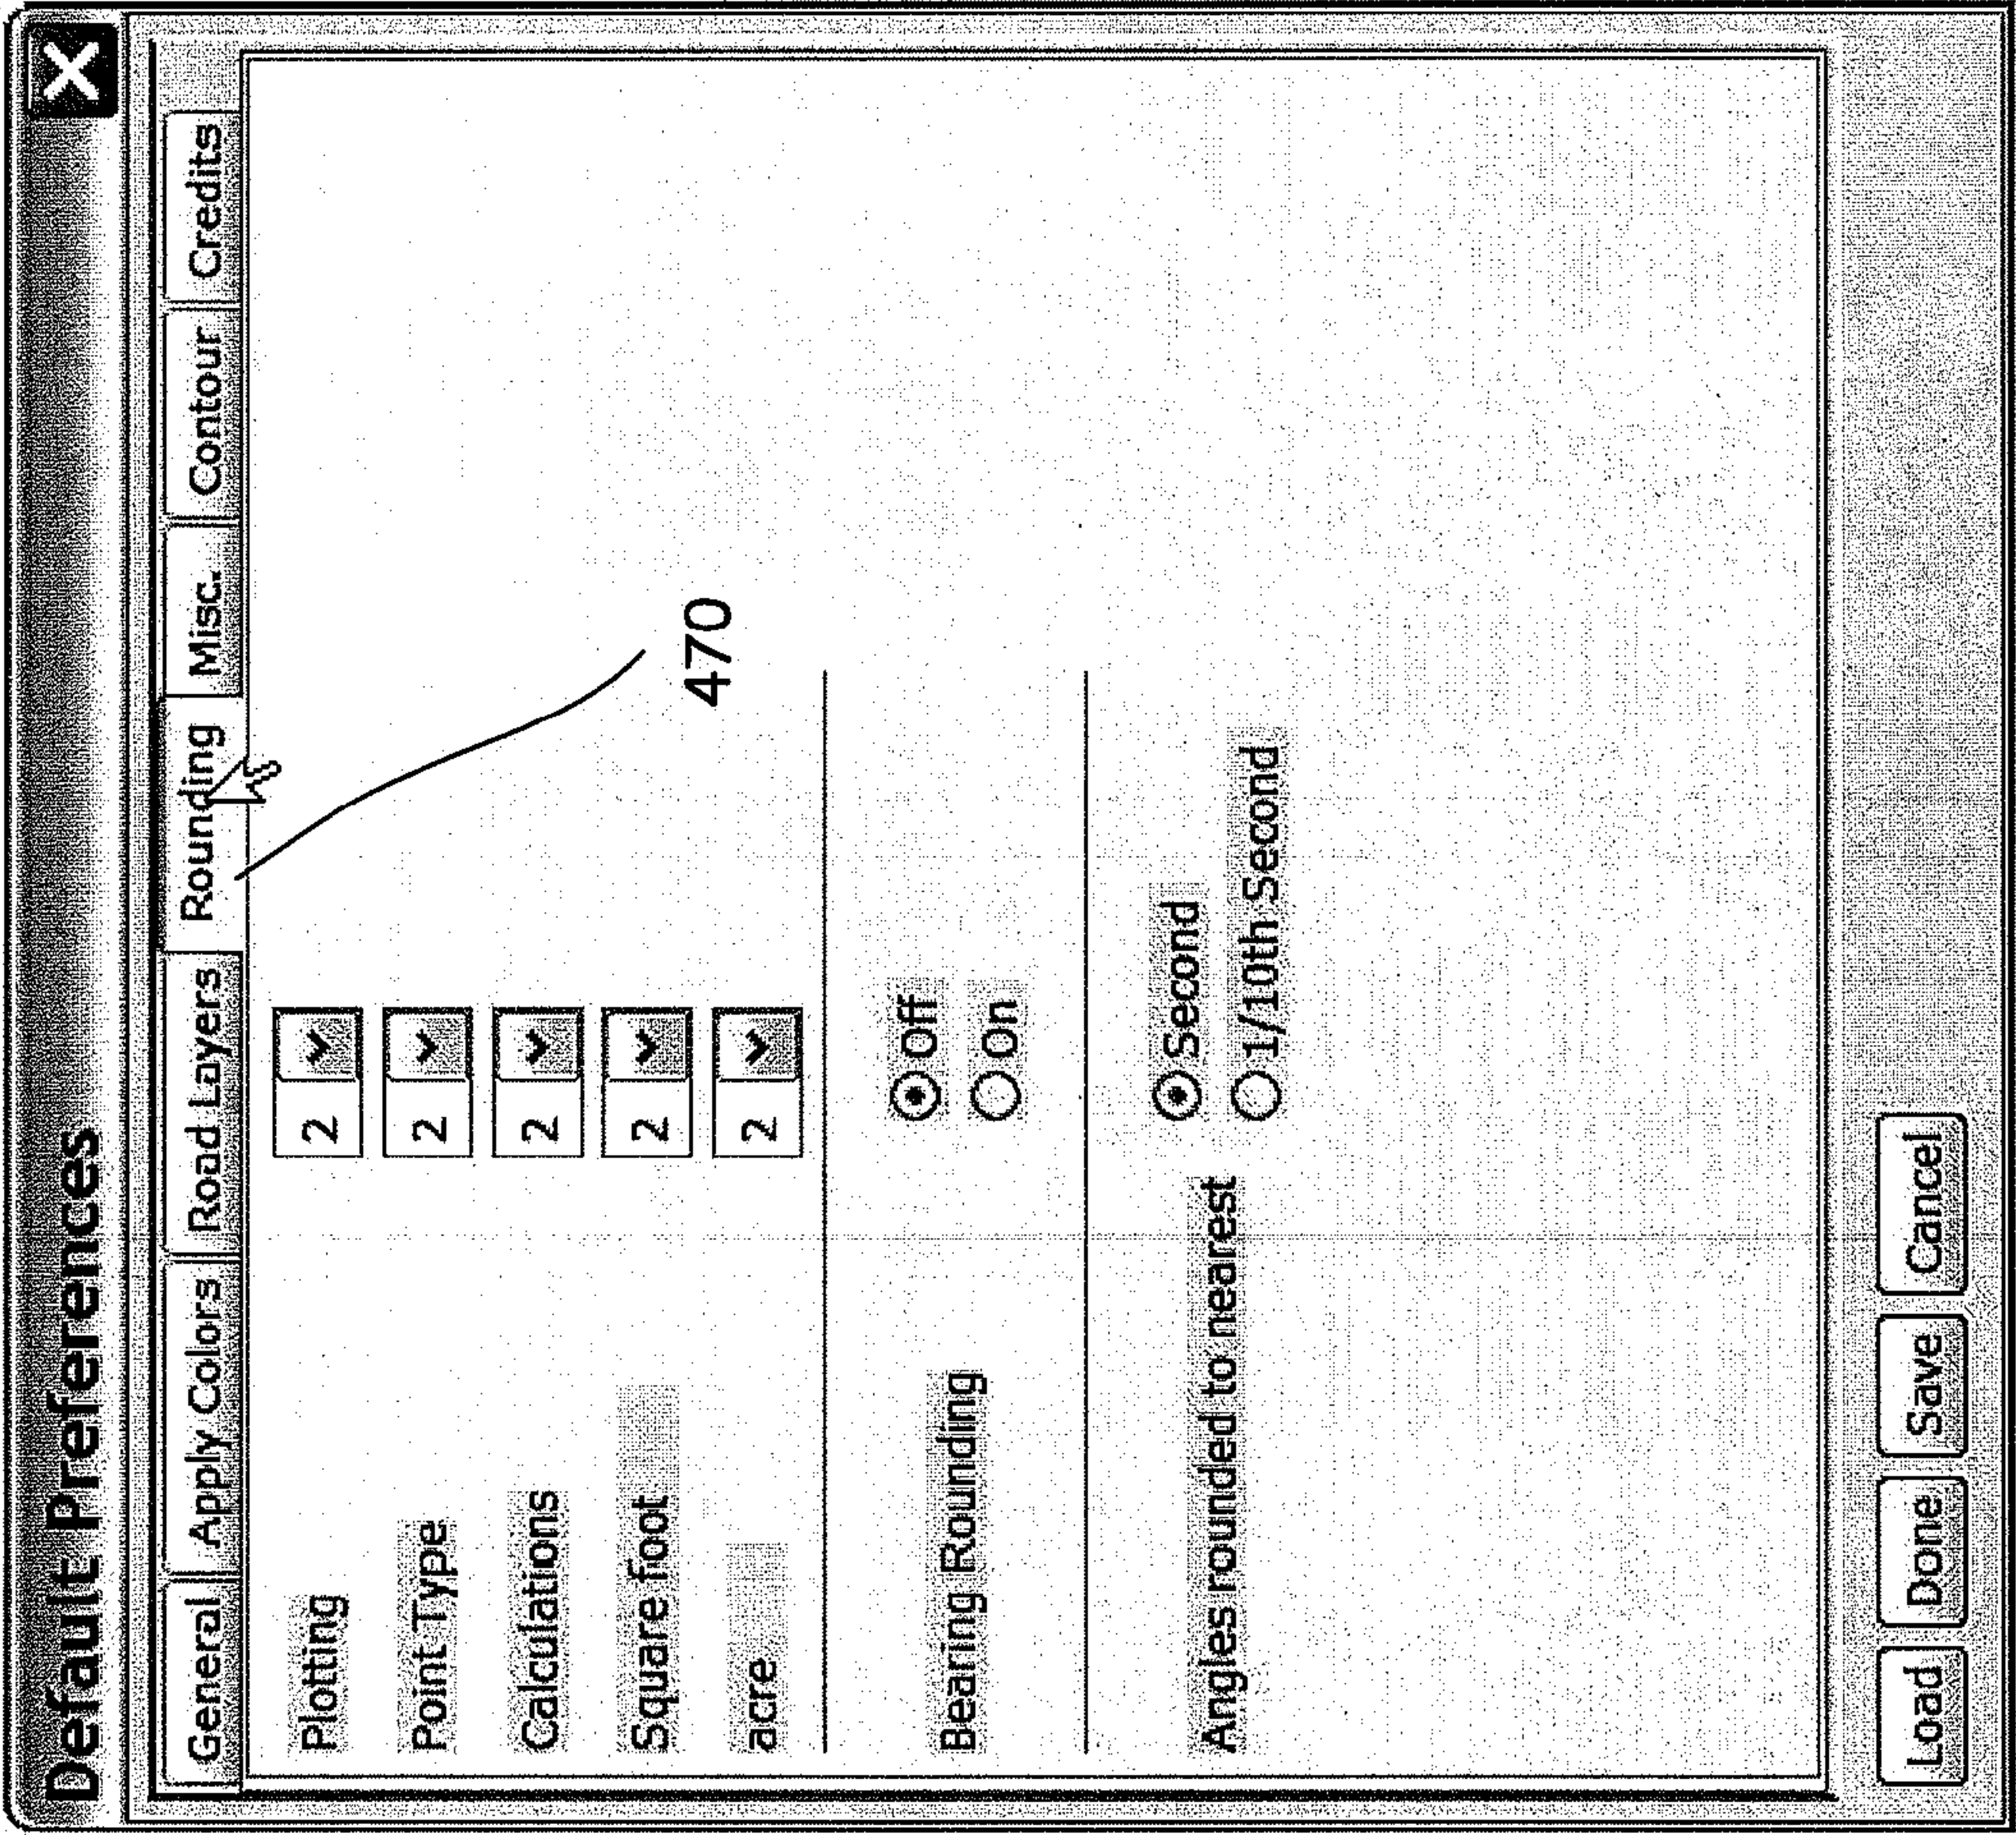 Default Preferences
General Apply Colors Road Layers Rounding Misc. Contour Credits
Plotting 2
Point Type 2
Calculations 2
Square foot 2
acre 2
470
Bearing Rounding
Off
On
Angles rounded to nearest
Second
1/10th Second
Load Done Save Cancel